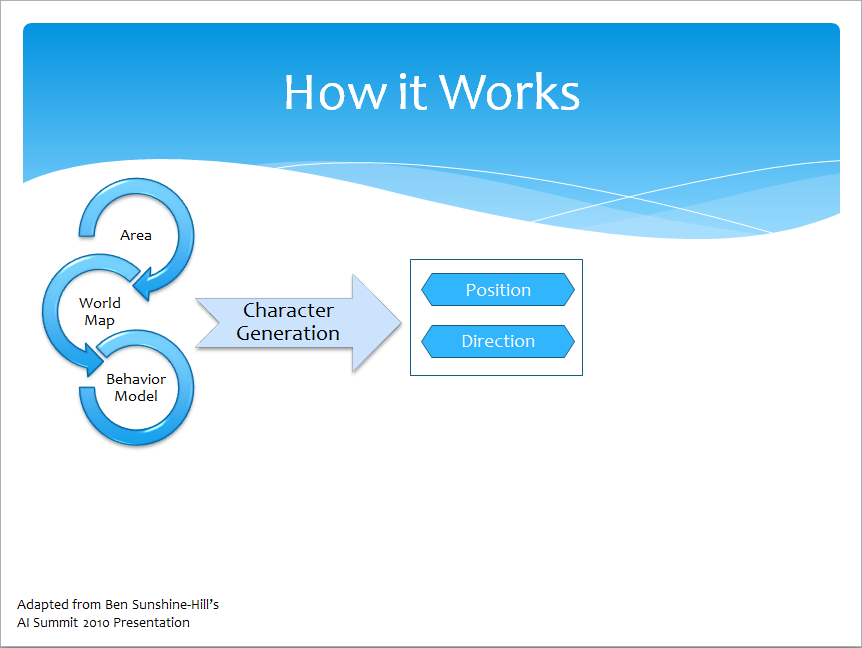 How it Works
Area
World
Map
Behavior
Model
Character
Generation
Position
Direction
Adapted from Ben Sunshine-Hill’s
AI Summit 2010 Presentation